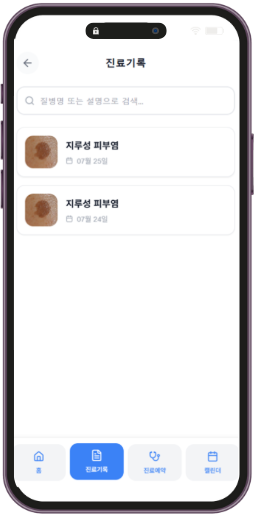 진료기록
질병명 또는 설명으로 검색...
지루성 피부염
07월 25일
지루성 피부염
07월 24일
홈
진료기록
진료예약
캘린더